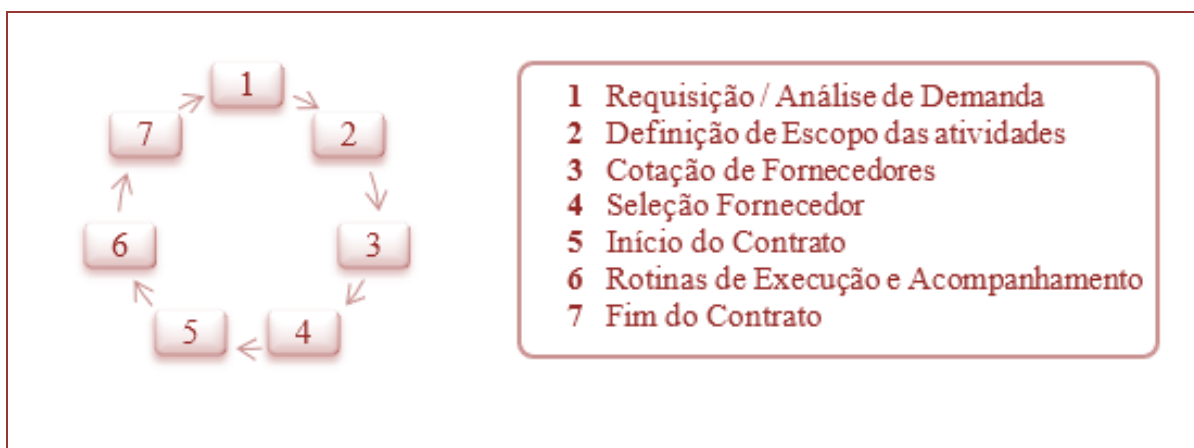 1
2
3
4
5
6
7
1 Requisição / Análise de Demanda
2 Definição de Escopo das atividades
3 Cotação de Fornecedores
4 Seleção Fornecedor
5 Início do Contrato
6 Rotinas de Execução e Acompanhamento
7 Fim do Contrato